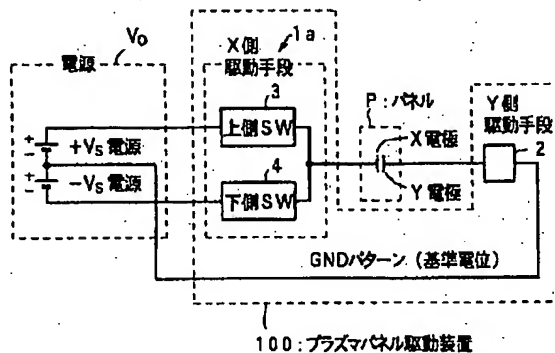 V₀
電源
+Vs 電源
−Vs 電源
X側
駆動手段
1a
3
上側SW
4
下側SW
P:パネル
X電極
Y電極
Y側
駆動手段
2
GNDパターン (基準電位)
100:プラズマパネル駆動装置